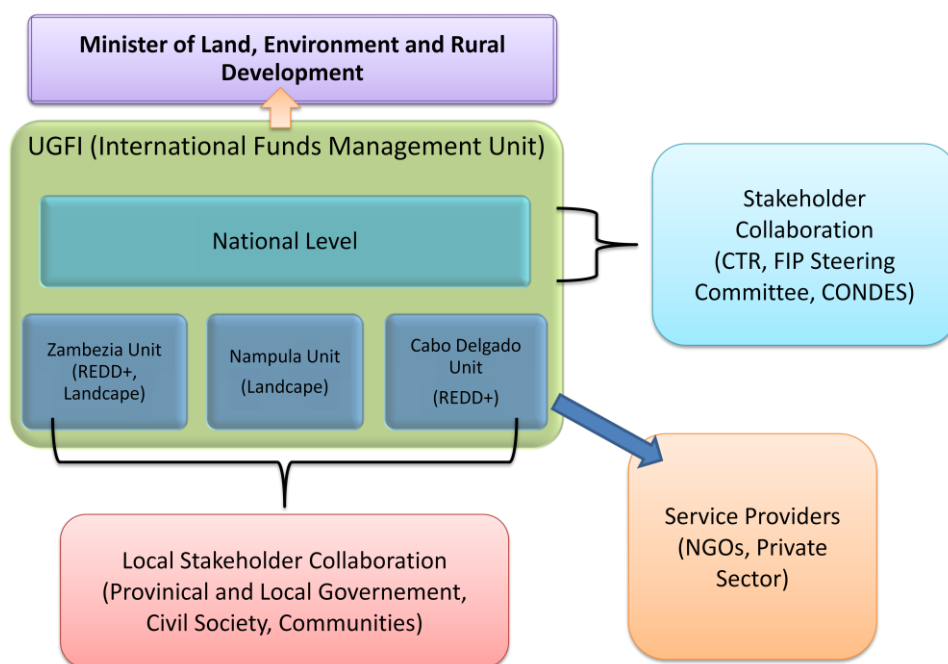 Minister of Land, Environment and Rural
Development
UGFI (International Funds Management Unit)
National Level
Stakeholder
Collaboration
(CTR, FIP Steering
Committee, CONDES)
Zambezia Unit
(REDD+,
Landcape)
Nampula Unit
(Landcape)
Cabo Delgado
Unit
(REDD+)
Local Stakeholder Collaboration
(Provinical and Local Governement,
Civil Society, Communities)
Service Providers
(NGOs, Private
Sector)